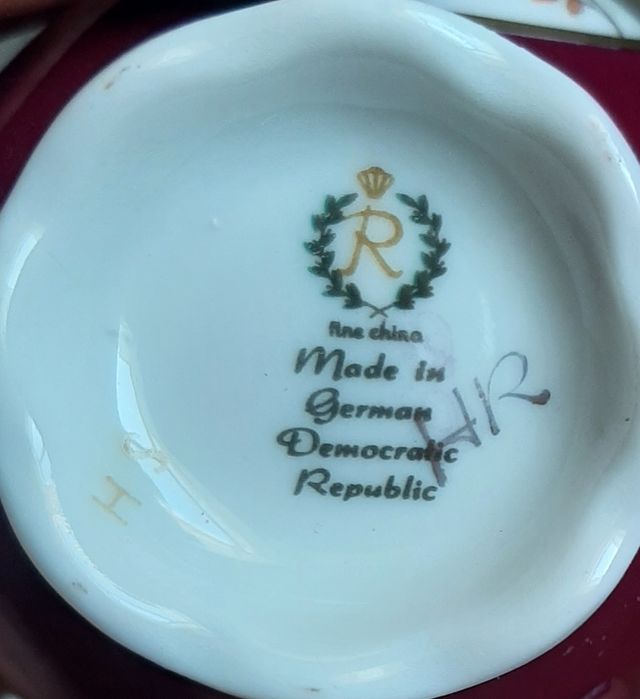 R
fine china
Made in
German
Democratic
Republic
HR
H